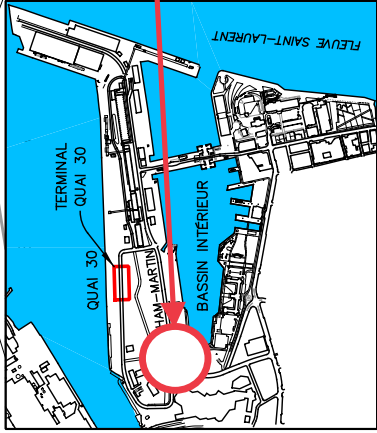 FLEUVE SAINT-LAURENT
TERMINAL
QUAI 30
QUAI 30
HAM-MARTIN
BASSIN INTÉRIEUR